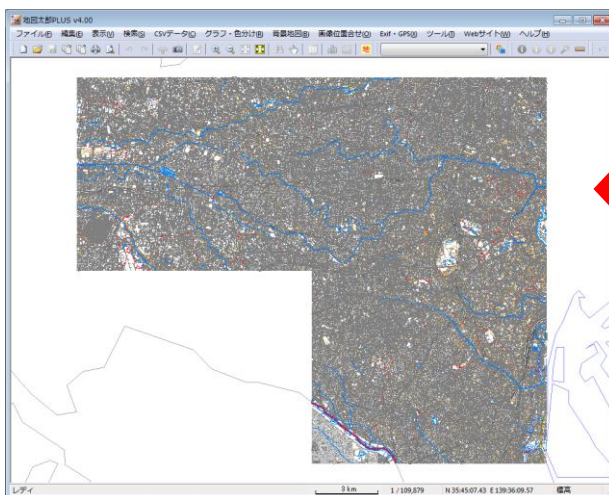 地図太郎PLUS v4.00
ファイル(F) 編集(E) 表示(V) 検索(S) CSVデータ(C) グラフ・色分け(R) 背景地図(B) 画像位置合せ(O) Exif・GPS(X) ツール(T) Webサイト(W) ヘルプ(H)
レディ 3 km 1 / 109,879 N 35:45:07.43 E 139:36:09.57 標高